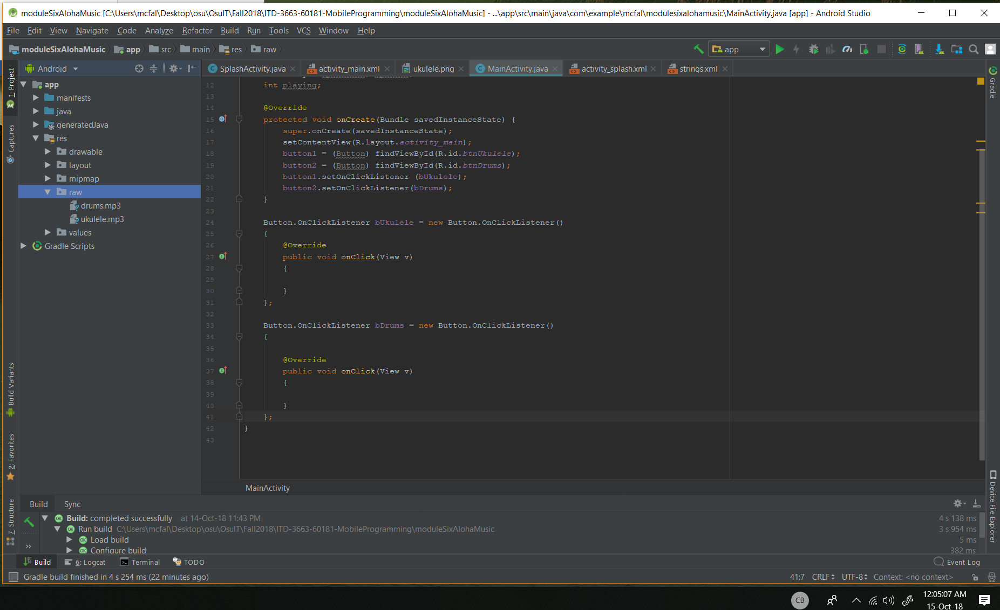 moduleSixAlohaMusic [C:\Users\mcfal\Desktop\osu\OsuIT\Fall2018\ITD-3663-60181-MobileProgramming\moduleSixAlohaMusic] - ...\app\src\main\java\com\example\mcfal\modulesixalohamusic\MainActivity.java [app] - Android Studio
File Edit View Navigate Code Analyze Refactor Build Run Tools VCS Window Help
moduleSixAlohaMusic app src main res raw app
Android SplashActivity.java activity_main.xml ukulele.png MainActivity.java activity_splash.xml strings.xml
1: Project
Captures
Build Variants
2: Favorites
7: Structure
app
manifests
java
generatedJava
res
drawable
layout
mipmap
raw
drums.mp3
ukulele.mp3
values
Gradle Scripts
12 int playing;
13
14 @Override
15 protected void onCreate(Bundle savedInstanceState) {
16 super.onCreate(savedInstanceState);
17 setContentView(R.layout.activity_main);
18 button1 = (Button) findViewById(R.id.btnUkulele);
19 button2 = (Button) findViewById(R.id.btnDrums);
20 button1.setOnClickListener (bUkulele);
21 button2.setOnClickListener(bDrums);
22 }
23
24 Button.OnClickListener bUkulele = new Button.OnClickListener()
25 {
26 @Override
27 public void onClick(View v)
28 {
29
30 }
31 };
32
33 Button.OnClickListener bDrums = new Button.OnClickListener()
34 {
35
36 @Override
37 public void onClick(View v)
38 {
39
40 }
41 };
42 }
43
MainActivity
Gradle
Device File Explorer
Build Sync
Build: completed successfully at 14-Oct-18 11:43 PM 4 s 138 ms
Run build C:\Users\mcfal\Desktop\osu\OsuIT\Fall2018\ITD-3663-60181-MobileProgramming\moduleSixAlohaMusic 3 s 954 ms
Load build 5 ms
Configure build 382 ms
Build 6: Logcat Terminal TODO Event Log
Gradle build finished in 4 s 254 ms (22 minutes ago) 41:7 CRLF UTF-8 Context: <no context>
CB
12:05:07 AM
15-Oct-18